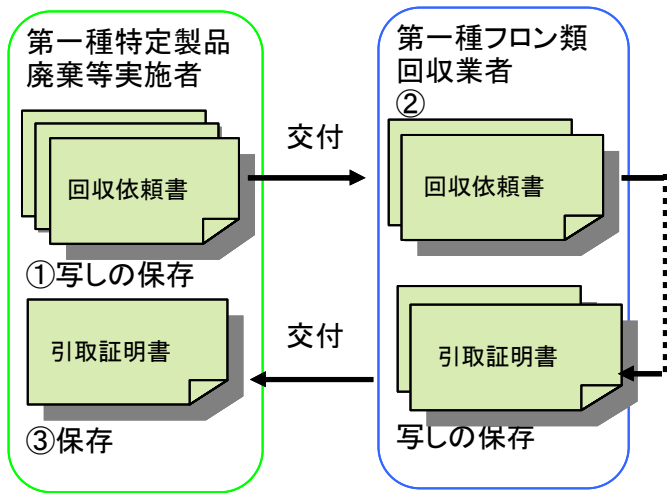 第一種特定製品
廃棄等実施者
回収依頼書
①写しの保存
引取証明書
③保存
交付
交付
第一種フロン類
回収業者
②
回収依頼書
引取証明書
写しの保存